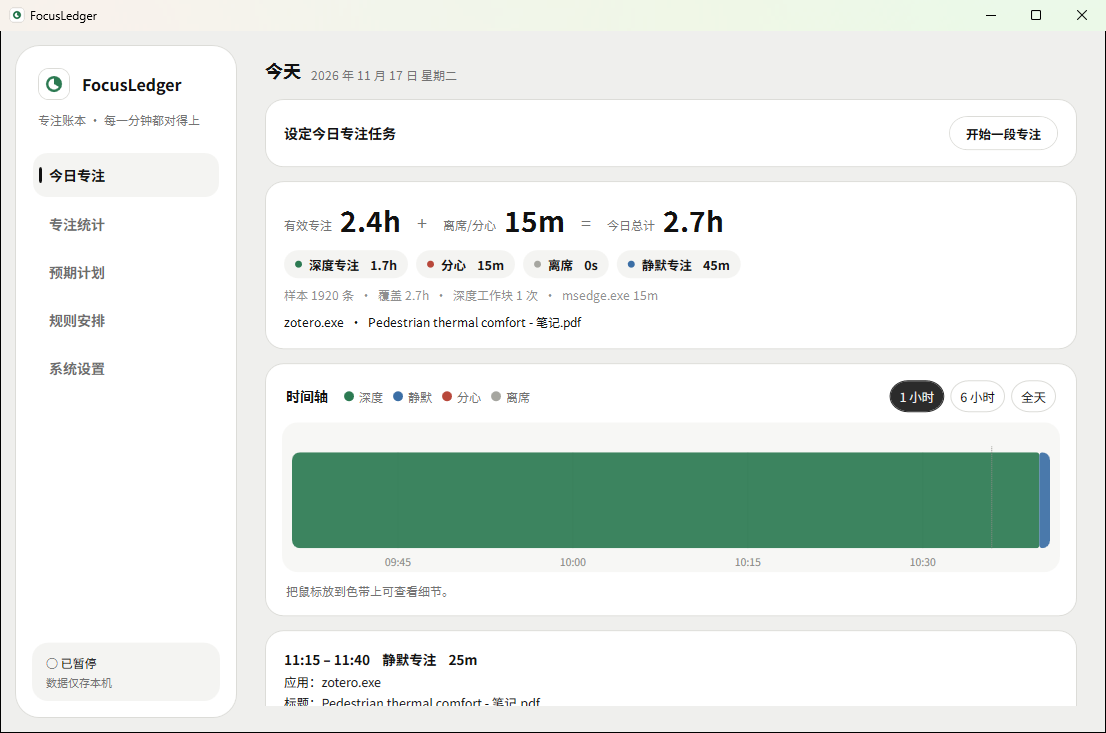 FocusLedger
FocusLedger
专注账本 · 每一分钟都对得上
今日专注
专注统计
预期计划
规则安排
系统设置
已暂停
数据仅存本机
今天 2026 年 11 月 17 日 星期二
设定今日专注任务 开始一段专注
有效专注 2.4h + 离席/分心 15m = 今日总计 2.7h
深度专注 1.7h 分心 15m 离席 0s 静默专注 45m
样本 1920 条 • 覆盖 2.7h • 深度工作块 1 次 • msedge.exe 15m
zotero.exe • Pedestrian thermal comfort - 笔记.pdf
时间轴 深度 静默 分心 离席 1 小时 6 小时 全天
09:45 10:00 10:15 10:30
把鼠标放到色带上可查看细节。
11:15 – 11:40 静默专注 25m
应用：zotero.exe
标题：Pedestrian thermal comfort - 笔记.pdf